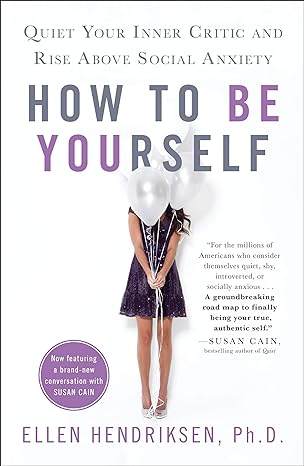 QUIET YOUR INNER CRITIC AND
RISE ABOVE SOCIAL ANXIETY
HOW TO BE
YOURSELF
“For the millions of
Americans who consider
themselves quiet, shy,
introverted, or
socially anxious . . .
A groundbreaking
road map to finally
being your true,
authentic self.”
—SUSAN CAIN,
bestselling author of Quiet
Now featuring
a brand-new
conversation with
SUSAN CAIN
ELLEN HENDRIKSEN, Ph.D.